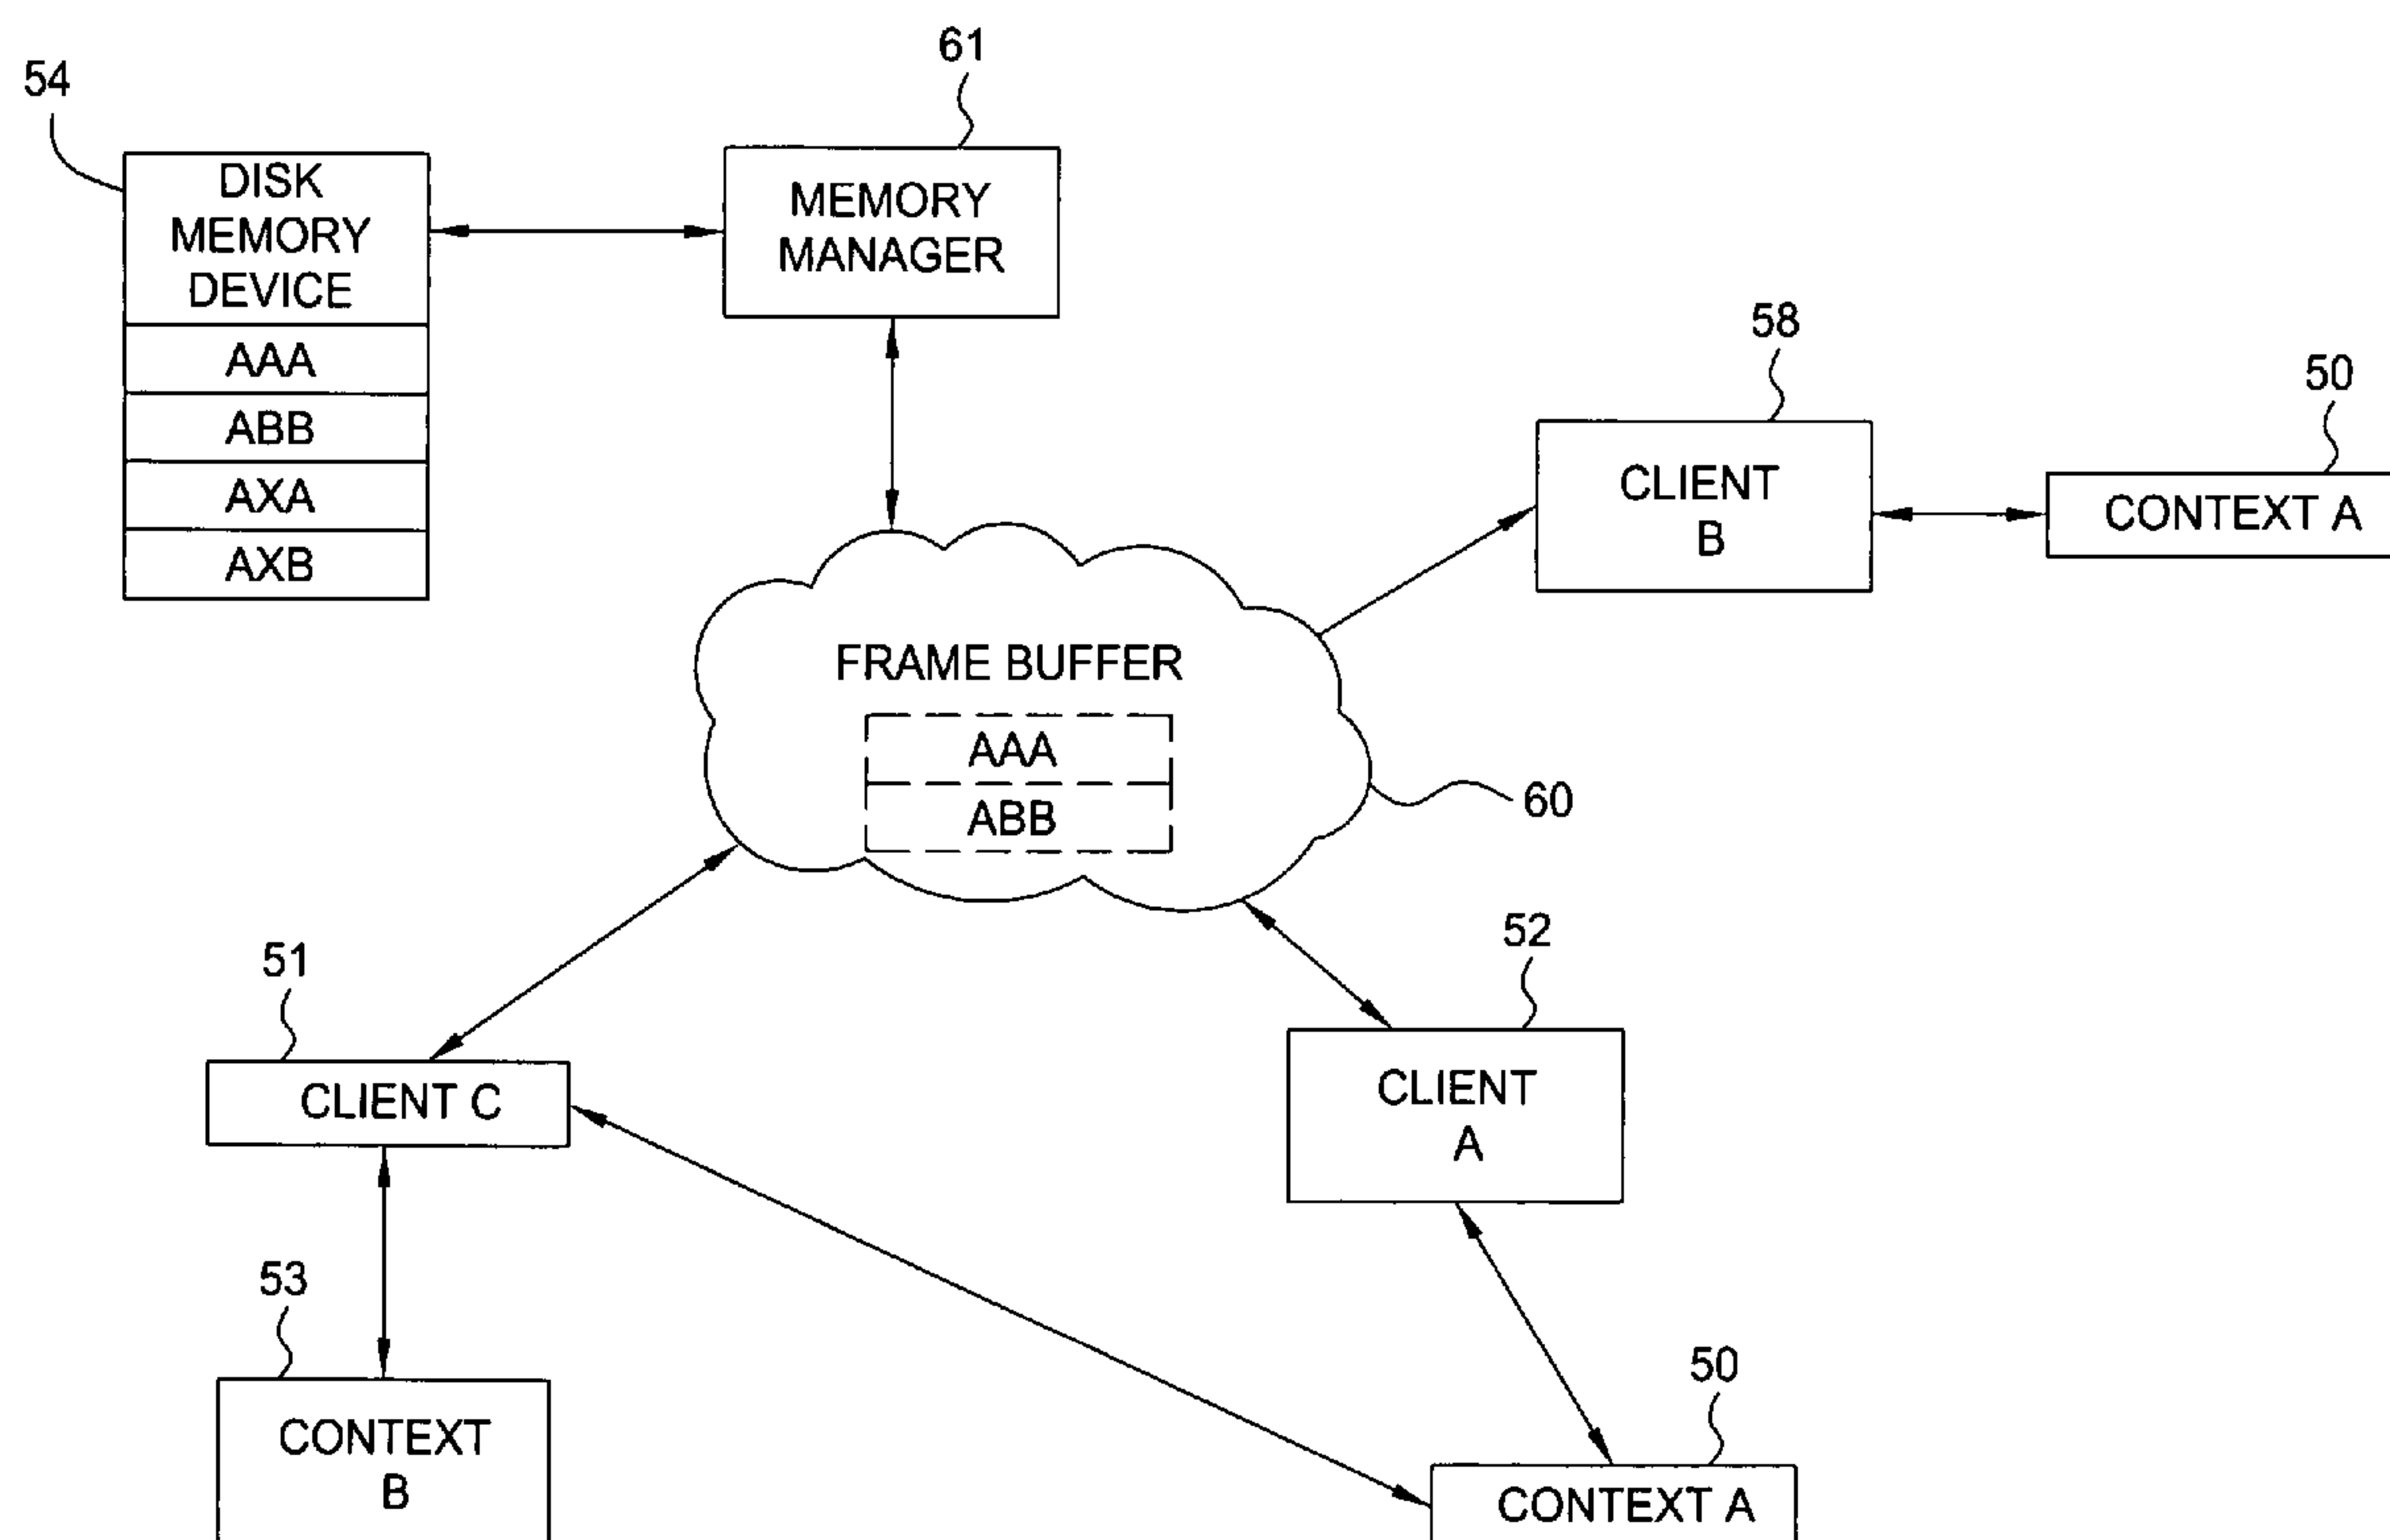 61
54
DISK
MEMORY
DEVICE
AAA
ABB
AXA
AXB
MEMORY
MANAGER
58
50
CLIENT
B
CONTEXT A
FRAME BUFFER
AAA
ABB
60
51
52
CLIENT C
CLIENT
A
53
50
CONTEXT
B
CONTEXT A